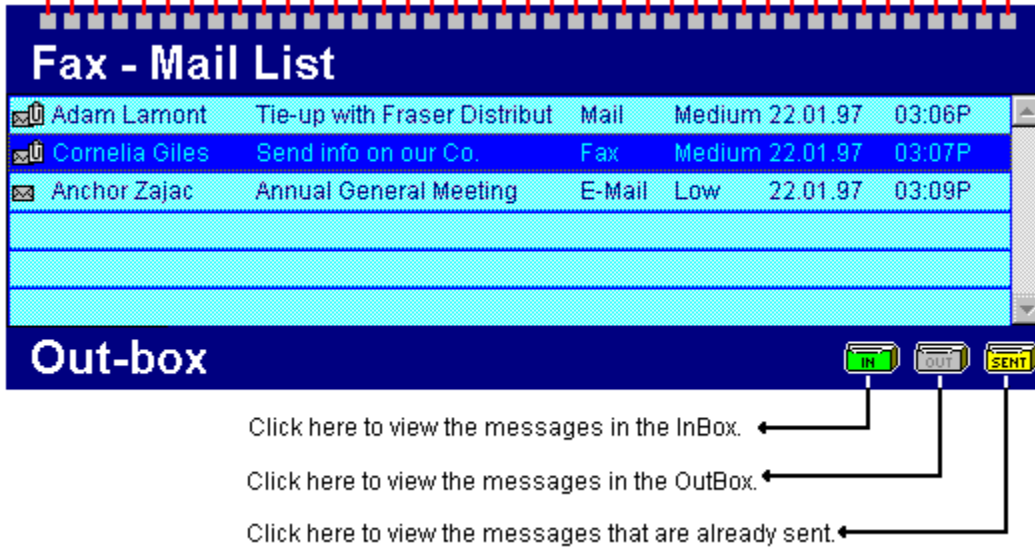 Fax - Mail List
Adam Lamont Tie-up with Fraser Distribut Mail Medium 22.01.97 03:06P
Cornelia Giles Send info on our Co. Fax Medium 22.01.97 03:07P
Anchor Zajac Annual General Meeting E-Mail Low 22.01.97 03:09P
Out-box IN OUT SENT
Click here to view the messages in the InBox.
Click here to view the messages in the OutBox.
Click here to view the messages that are already sent.